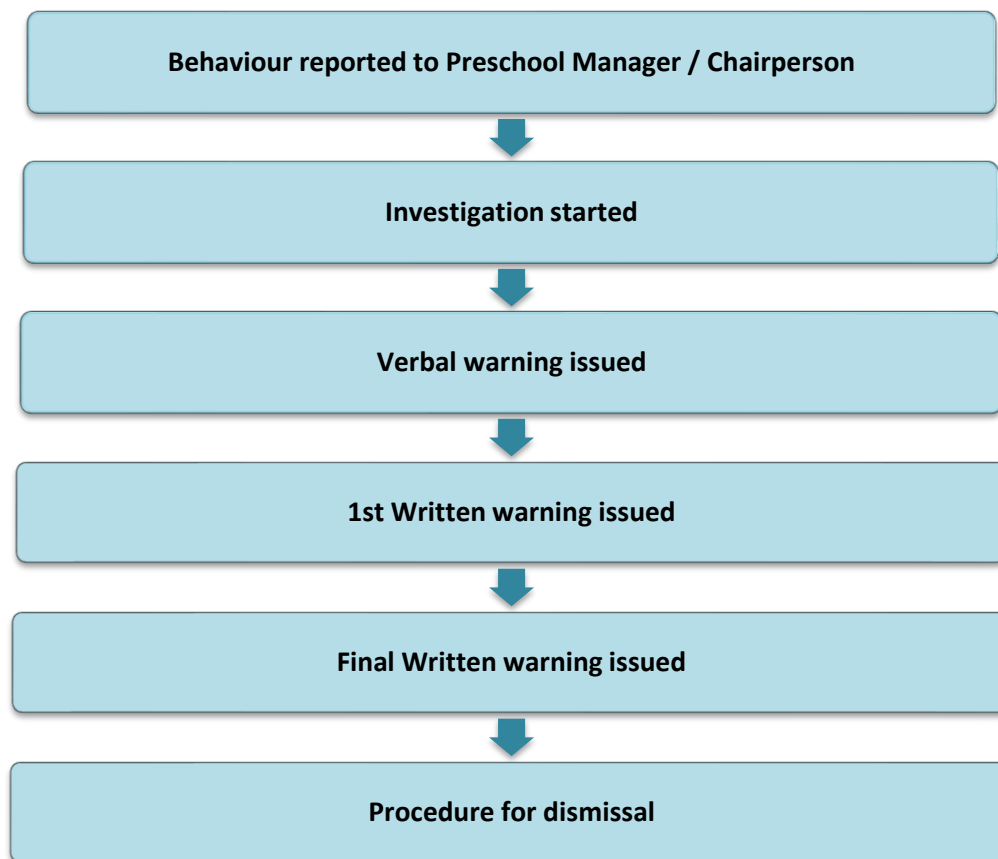 Behaviour reported to Preschool Manager / Chairperson
Investigation started
Verbal warning issued
1st Written warning issued
Final Written warning issued
Procedure for dismissal